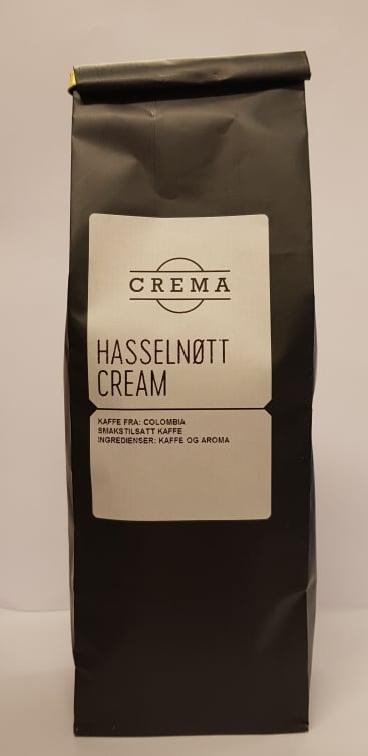 CREMA
HASSELNØTT
CREAM
KAFFE FRA: COLOMBIA
SMAKSTILSATT KAFFE
INGREDIENSER: KAFFE OG AROMA